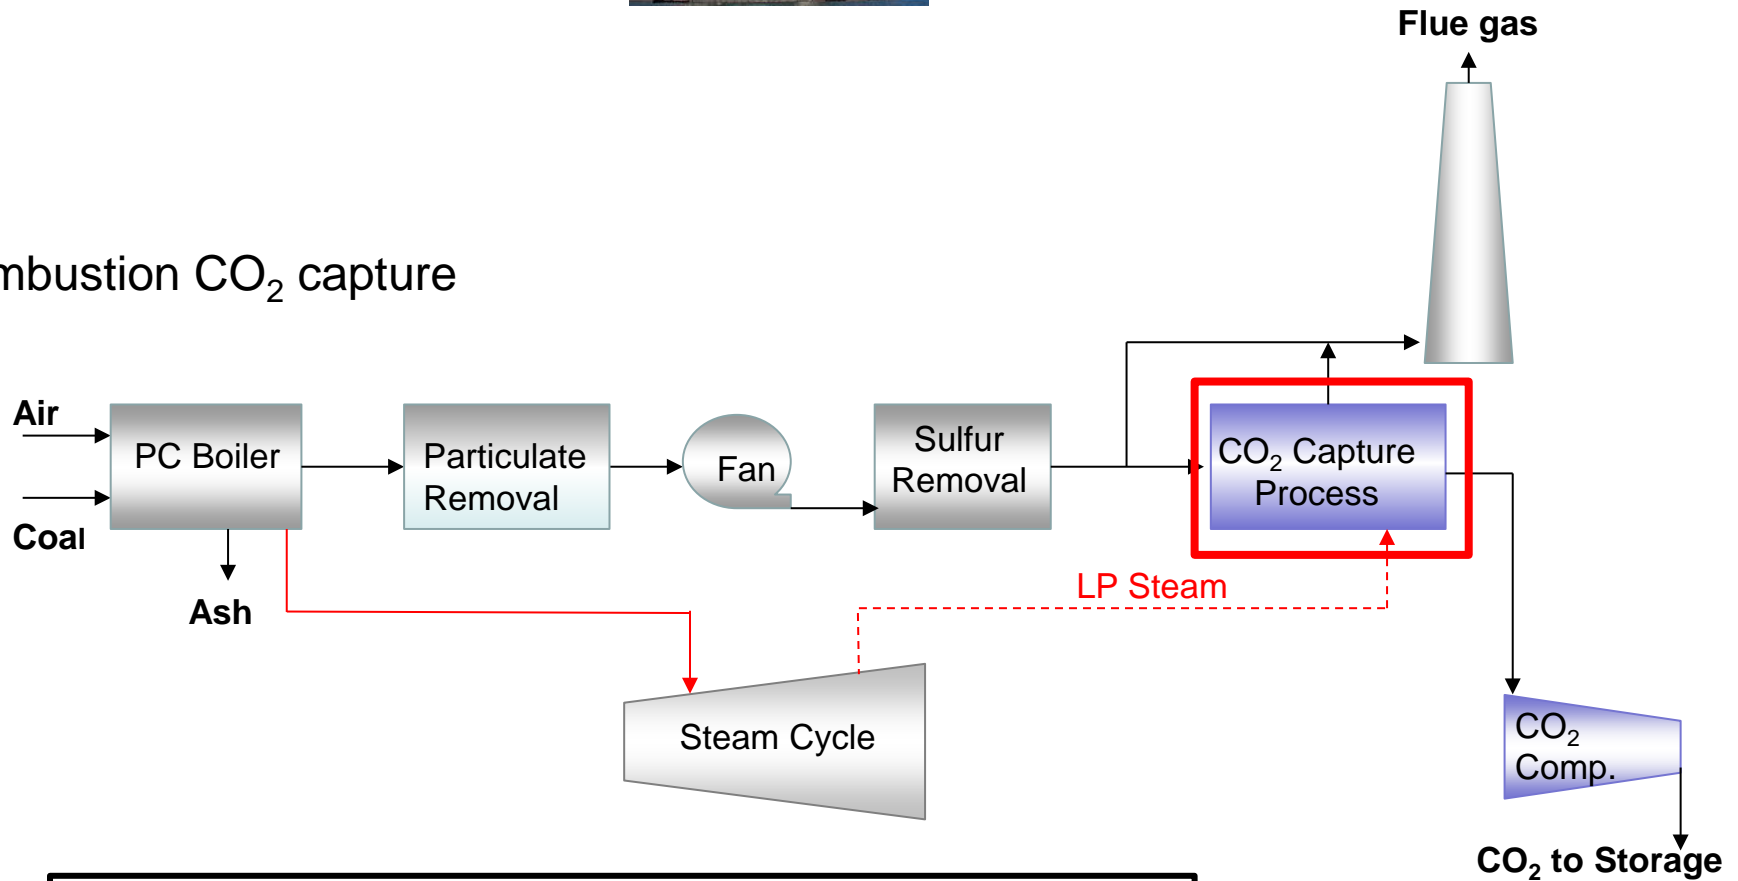 Flue gas
mbustion CO₂ capture
Air
Coal
PC Boiler
Ash
Particulate
Removal
Fan
Sulfur
Removal
CO₂ Capture
Process
LP Steam
Steam Cycle
CO₂
Comp.
CO₂ to Storage